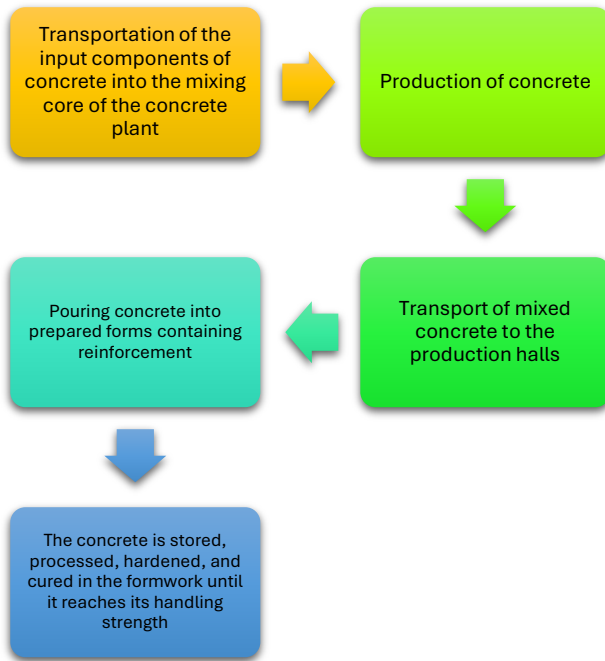 Transportation of the
input components of
concrete into the mixing
core of the concrete
plant
Production of concrete
Transport of mixed
concrete to the
production halls
Pouring concrete into
prepared forms containing
reinforcement
The concrete is stored,
processed, hardened, and
cured in the formwork until
it reaches its handling
strength